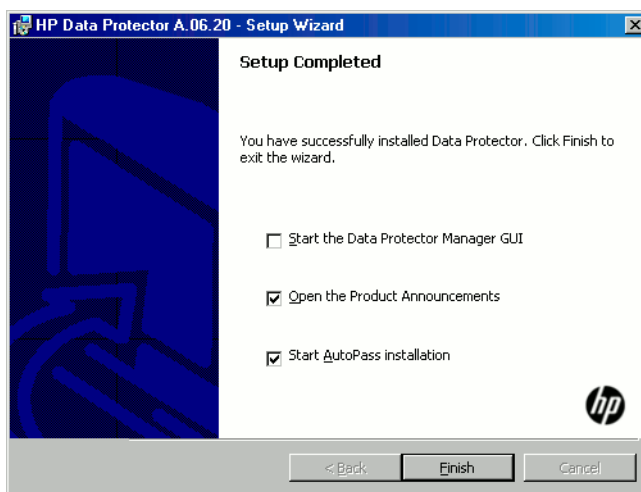 HP Data Protector A.06.20 - Setup Wizard
Setup Completed
You have successfully installed Data Protector. Click Finish to
exit the wizard.
Start the Data Protector Manager GUI
Open the Product Announcements
Start AutoPass installation
hp
< Back Finish Cancel